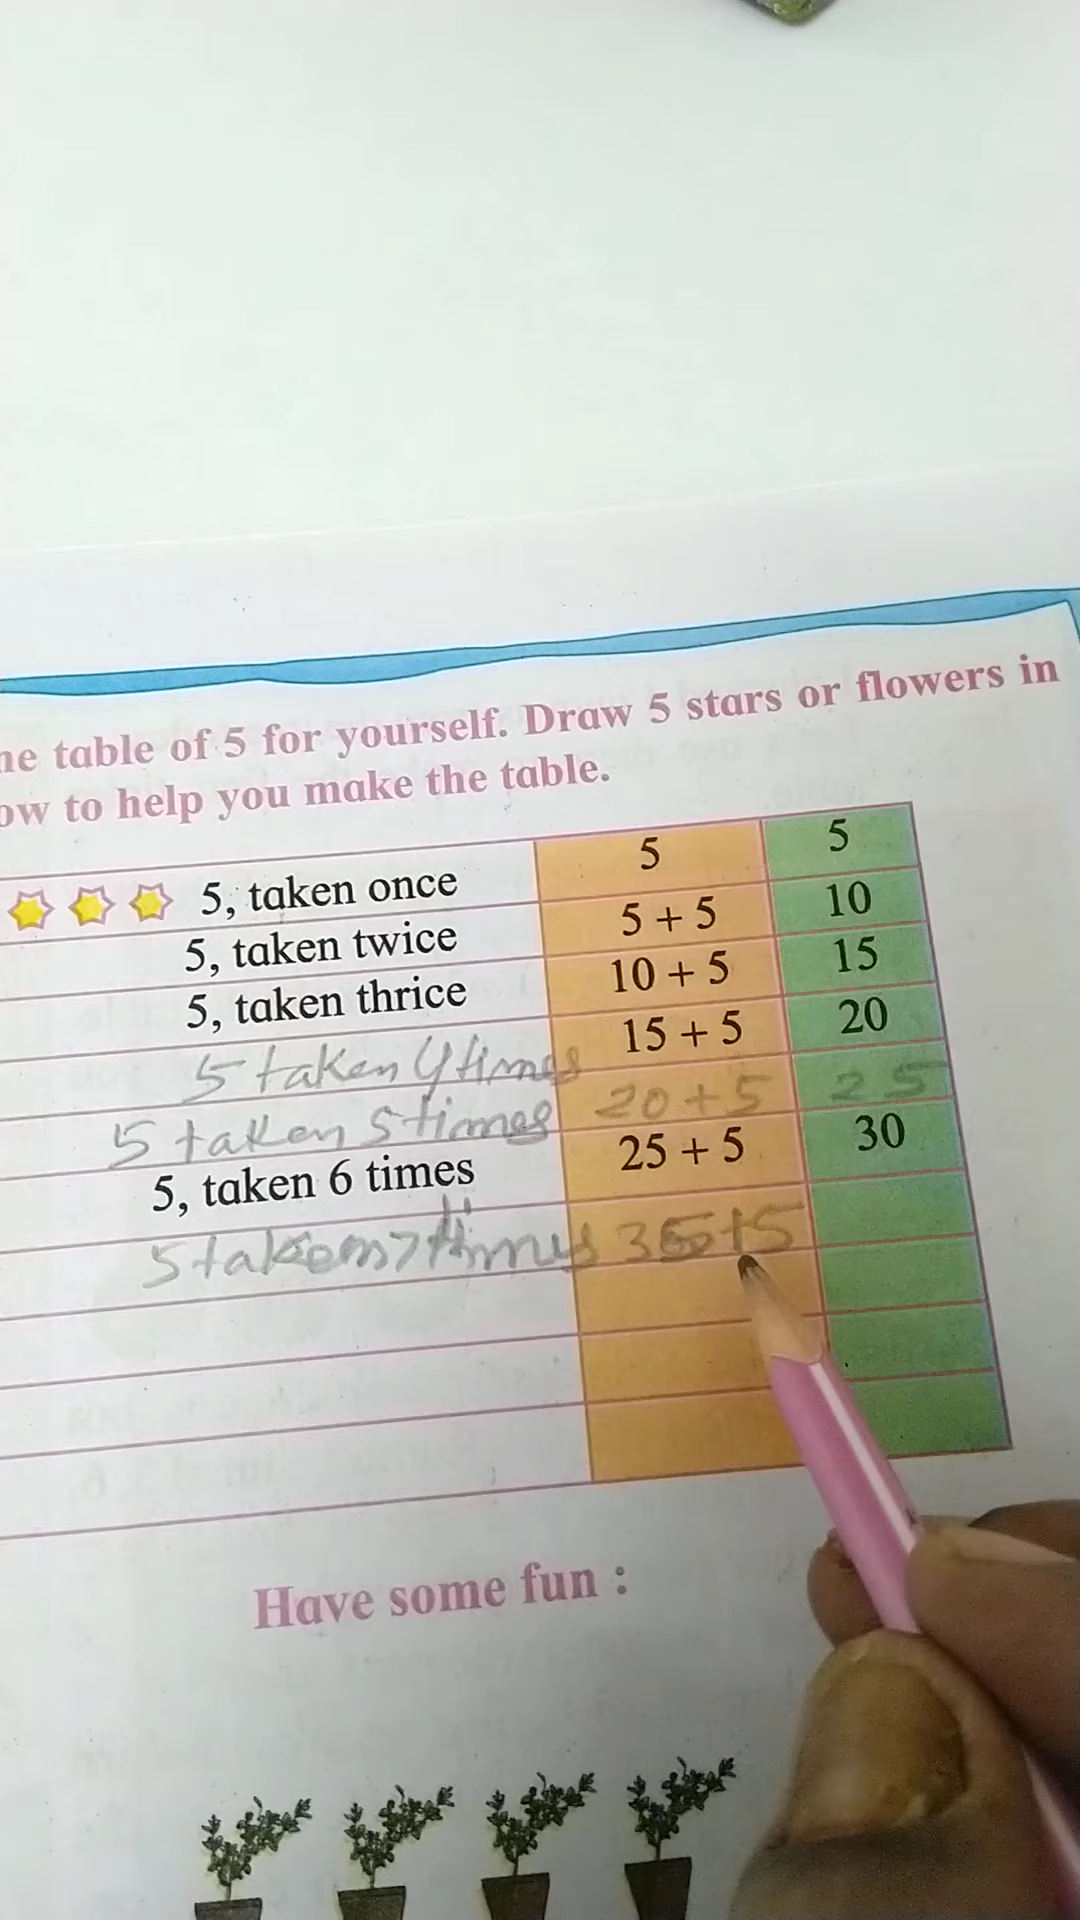 ne table of 5 for yourself. Draw 5 stars or flowers in
ow to help you make the table.
5, taken once 5 5
5, taken twice 5 + 5 10
5, taken thrice 10 + 5 15
5 taken 4 times 15 + 5 20
5 taken 5 times 20 + 5 25
5, taken 6 times 25 + 5 30
5 taken 7 times 35+5
Have some fun :